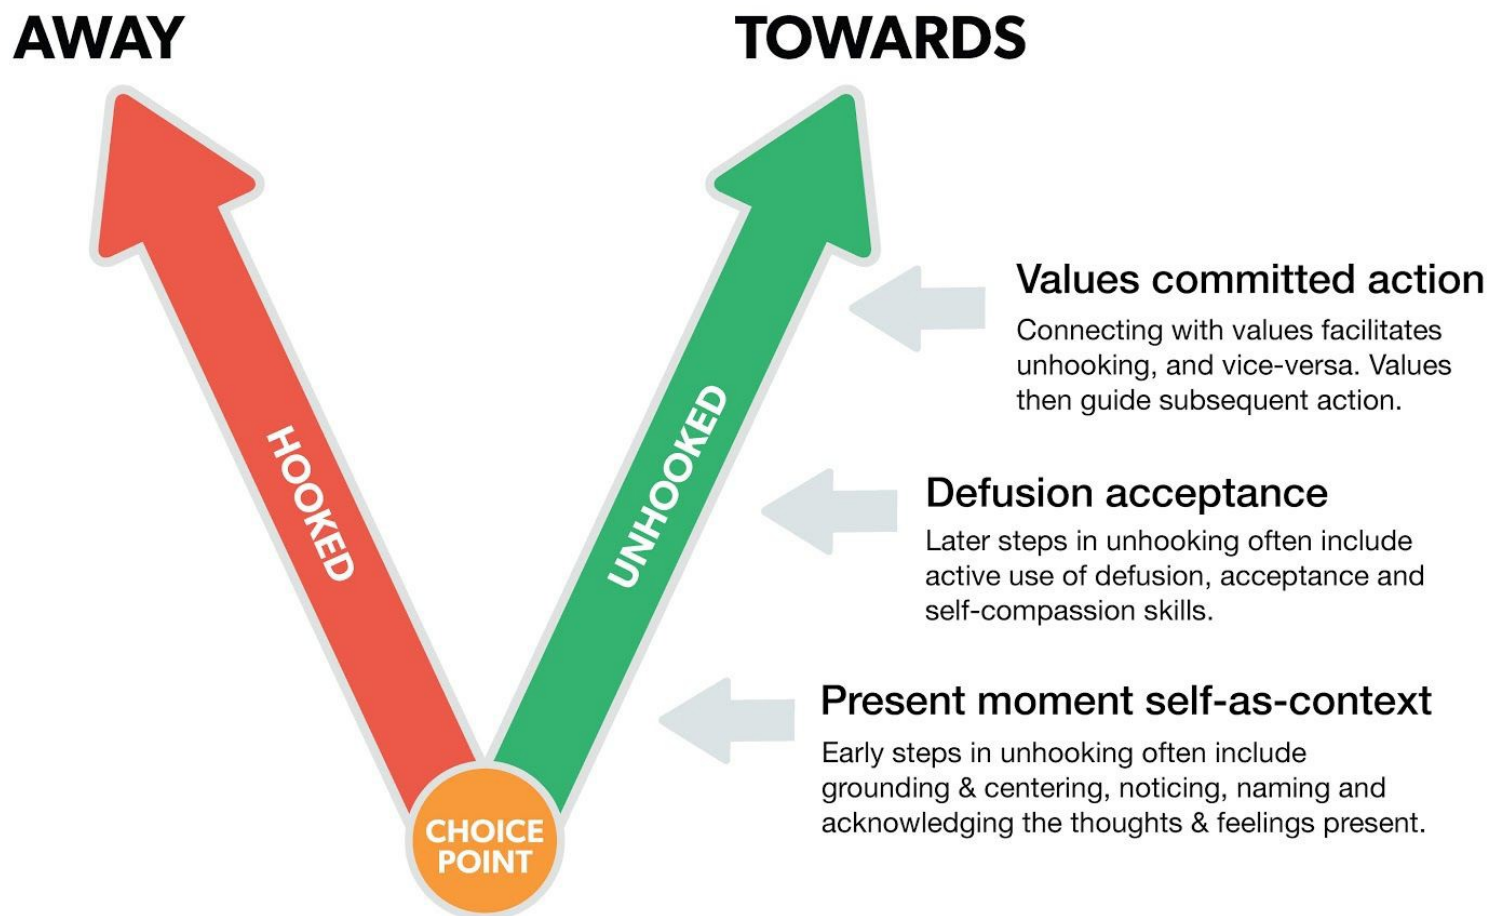 AWAY
TOWARDS
HOOKED
UNHOOKED
Values committed action
Connecting with values facilitates
unhooking, and vice-versa. Values
then guide subsequent action.
Defusion acceptance
Later steps in unhooking often include
active use of defusion, acceptance and
self-compassion skills.
Present moment self-as-context
Early steps in unhooking often include
grounding & centering, noticing, naming and
acknowledging the thoughts & feelings present.
CHOICE
POINT